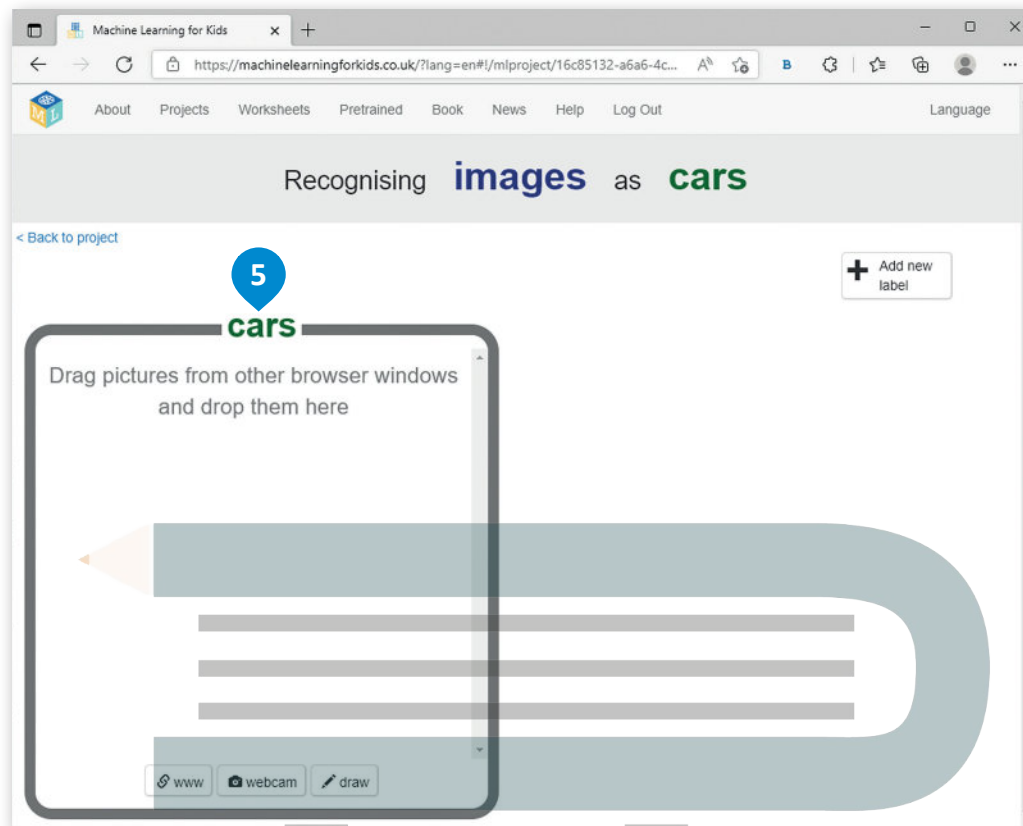 Machine Learning for Kids
https://machinelearningforkids.co.uk/?lang=en#!/mlproject/16c85132-a6a6-4c...
B
ML
About Projects Worksheets Pretrained Book News Help Log Out Language
Recognising images as cars
< Back to project
Add new
label
5
cars
Drag pictures from other browser windows
and drop them here
www webcam draw